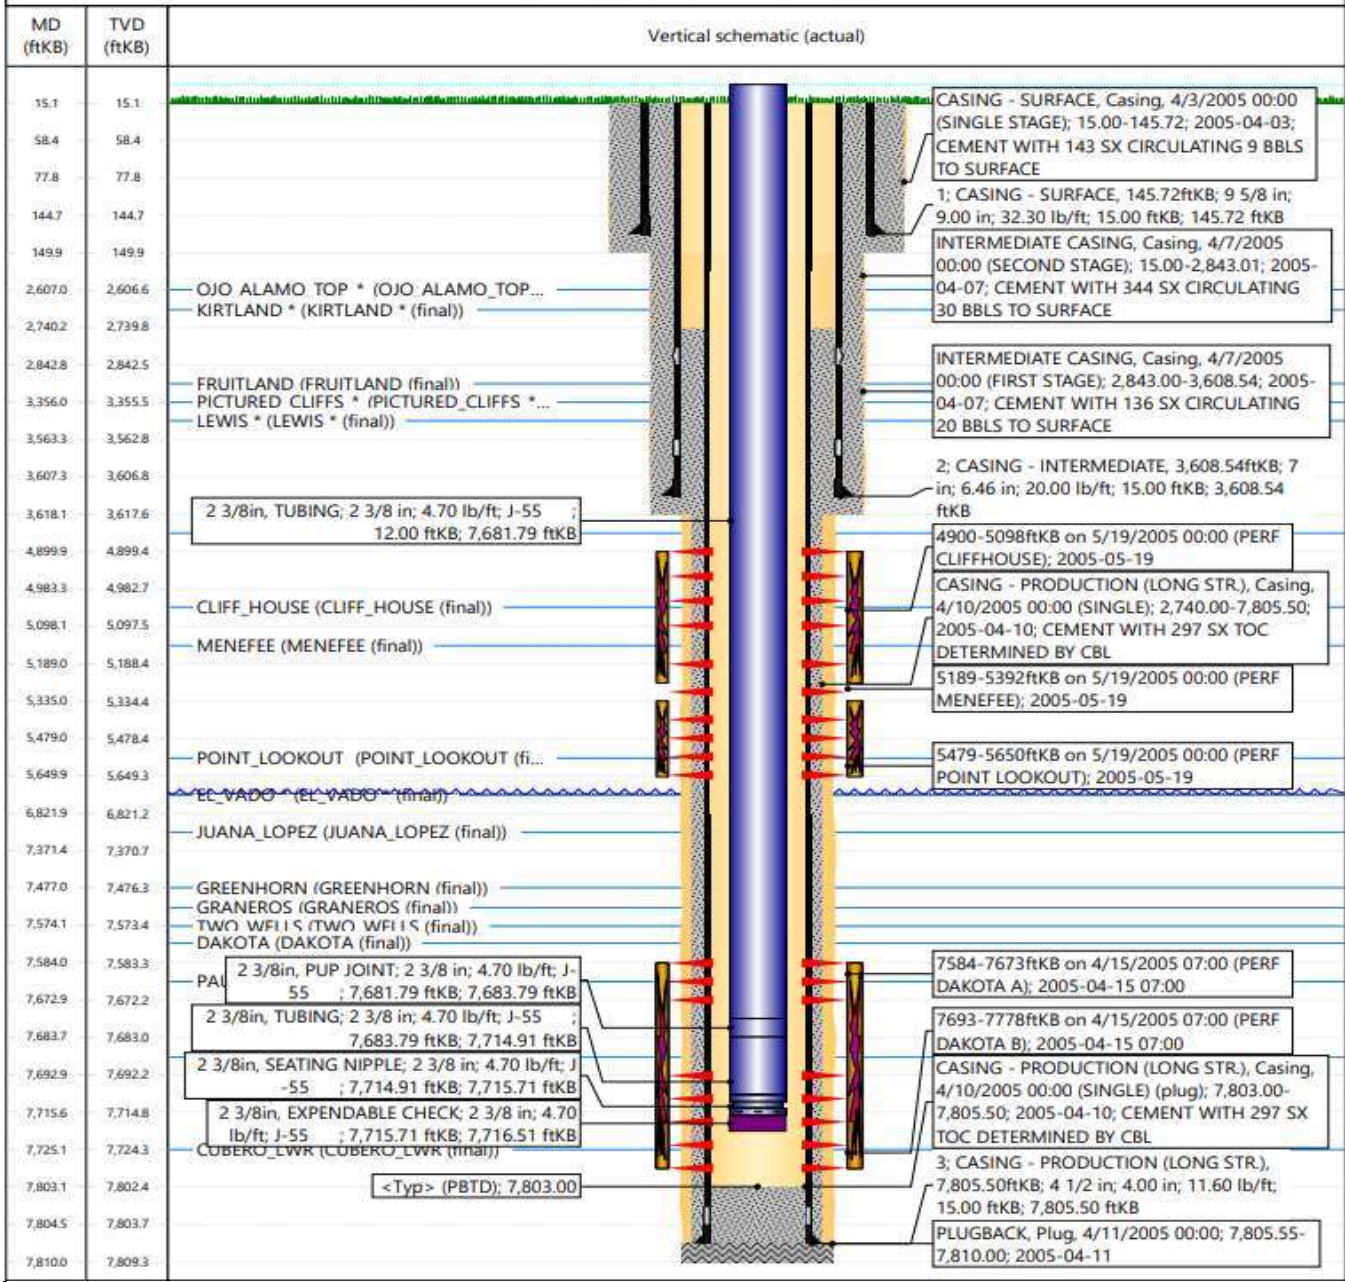 MD
(ftKB)
TVD
(ftKB)
Vertical schematic (actual)
15.1 15.1
58.4 58.4
77.8 77.8
144.7 144.7
149.9 149.9
2,607.0 2,606.6
2,740.2 2,739.8
2,842.8 2,842.5
3,356.0 3,355.5
3,563.3 3,562.8
3,607.3 3,606.8
3,618.1 3,617.6
4,899.9 4,899.4
4,983.3 4,982.7
5,098.1 5,097.5
5,189.0 5,188.4
5,335.0 5,334.4
5,479.0 5,478.4
5,649.9 5,649.3
6,821.9 6,821.2
7,371.4 7,370.7
7,477.0 7,476.3
7,574.1 7,573.4
7,584.0 7,583.3
7,672.9 7,672.2
7,683.7 7,683.0
7,692.9 7,692.2
7,715.6 7,714.8
7,725.1 7,724.3
7,803.1 7,802.4
7,804.5 7,803.7
7,810.0 7,809.3
OJO ALAMO TOP * (OJO ALAMO_TOP...
KIRTLAND * (KIRTLAND * (final))
FRUITLAND (FRUITLAND (final))
PICTURED CLIFFS * (PICTURED_CLIFFS *...
LEWIS * (LEWIS * (final))
2 3/8in, TUBING; 2 3/8 in; 4.70 lb/ft; J-55 ;
12.00 ftKB; 7,681.79 ftKB
CLIFF_HOUSE (CLIFF_HOUSE (final))
MENEFEE (MENEFEE (final))
POINT_LOOKOUT (POINT_LOOKOUT (fi...
EL_VADO * (EL_VADO * (final))
JUANA_LOPEZ (JUANA_LOPEZ (final))
GREENHORN (GREENHORN (final))
GRANEROS (GRANEROS (final))
TWO_WELLS (TWO_WELLS (final))
DAKOTA (DAKOTA (final))
2 3/8in, PUP JOINT; 2 3/8 in; 4.70 lb/ft; J-
55 ; 7,681.79 ftKB; 7,683.79 ftKB
2 3/8in, TUBING; 2 3/8 in; 4.70 lb/ft; J-55 ;
7,683.79 ftKB; 7,714.91 ftKB
2 3/8in, SEATING NIPPLE; 2 3/8 in; 4.70 lb/ft; J
-55 ; 7,714.91 ftKB; 7,715.71 ftKB
2 3/8in, EXPENDABLE CHECK; 2 3/8 in; 4.70
lb/ft; J-55 ; 7,715.71 ftKB; 7,716.51 ftKB
CUBERO_LWR (CUBERO_LWR (final))
<Typ> (PBTD); 7,803.00
CASING - SURFACE, Casing, 4/3/2005 00:00
(SINGLE STAGE); 15.00-145.72; 2005-04-03;
CEMENT WITH 143 SX CIRCULATING 9 BBLS
TO SURFACE
1; CASING - SURFACE, 145.72ftKB; 9 5/8 in;
9.00 in; 32.30 lb/ft; 15.00 ftKB; 145.72 ftKB
INTERMEDIATE CASING, Casing, 4/7/2005
00:00 (SECOND STAGE); 15.00-2,843.01; 2005-
04-07; CEMENT WITH 344 SX CIRCULATING
30 BBLS TO SURFACE
INTERMEDIATE CASING, Casing, 4/7/2005
00:00 (FIRST STAGE); 2,843.00-3,608.54; 2005-
04-07; CEMENT WITH 136 SX CIRCULATING
20 BBLS TO SURFACE
2; CASING - INTERMEDIATE, 3,608.54ftKB; 7
in; 6.46 in; 20.00 lb/ft; 15.00 ftKB; 3,608.54
ftKB
4900-5098ftKB on 5/19/2005 00:00 (PERF
CLIFFHOUSE); 2005-05-19
CASING - PRODUCTION (LONG STR.), Casing,
4/10/2005 00:00 (SINGLE); 2,740.00-7,805.50;
2005-04-10; CEMENT WITH 297 SX TOC
DETERMINED BY CBL
5189-5392ftKB on 5/19/2005 00:00 (PERF
MENEFEE); 2005-05-19
5479-5650ftKB on 5/19/2005 00:00 (PERF
POINT LOOKOUT); 2005-05-19
7584-7673ftKB on 4/15/2005 07:00 (PERF
DAKOTA A); 2005-04-15 07:00
7693-7778ftKB on 4/15/2005 07:00 (PERF
DAKOTA B); 2005-04-15 07:00
CASING - PRODUCTION (LONG STR.), Casing,
4/10/2005 00:00 (SINGLE) (plug); 7,803.00-
7,805.50; 2005-04-10; CEMENT WITH 297 SX
TOC DETERMINED BY CBL
3; CASING - PRODUCTION (LONG STR.),
7,805.50ftKB; 4 1/2 in; 4.00 in; 11.60 lb/ft;
15.00 ftKB; 7,805.50 ftKB
PLUGBACK, Plug, 4/11/2005 00:00; 7,805.55-
7,810.00; 2005-04-11